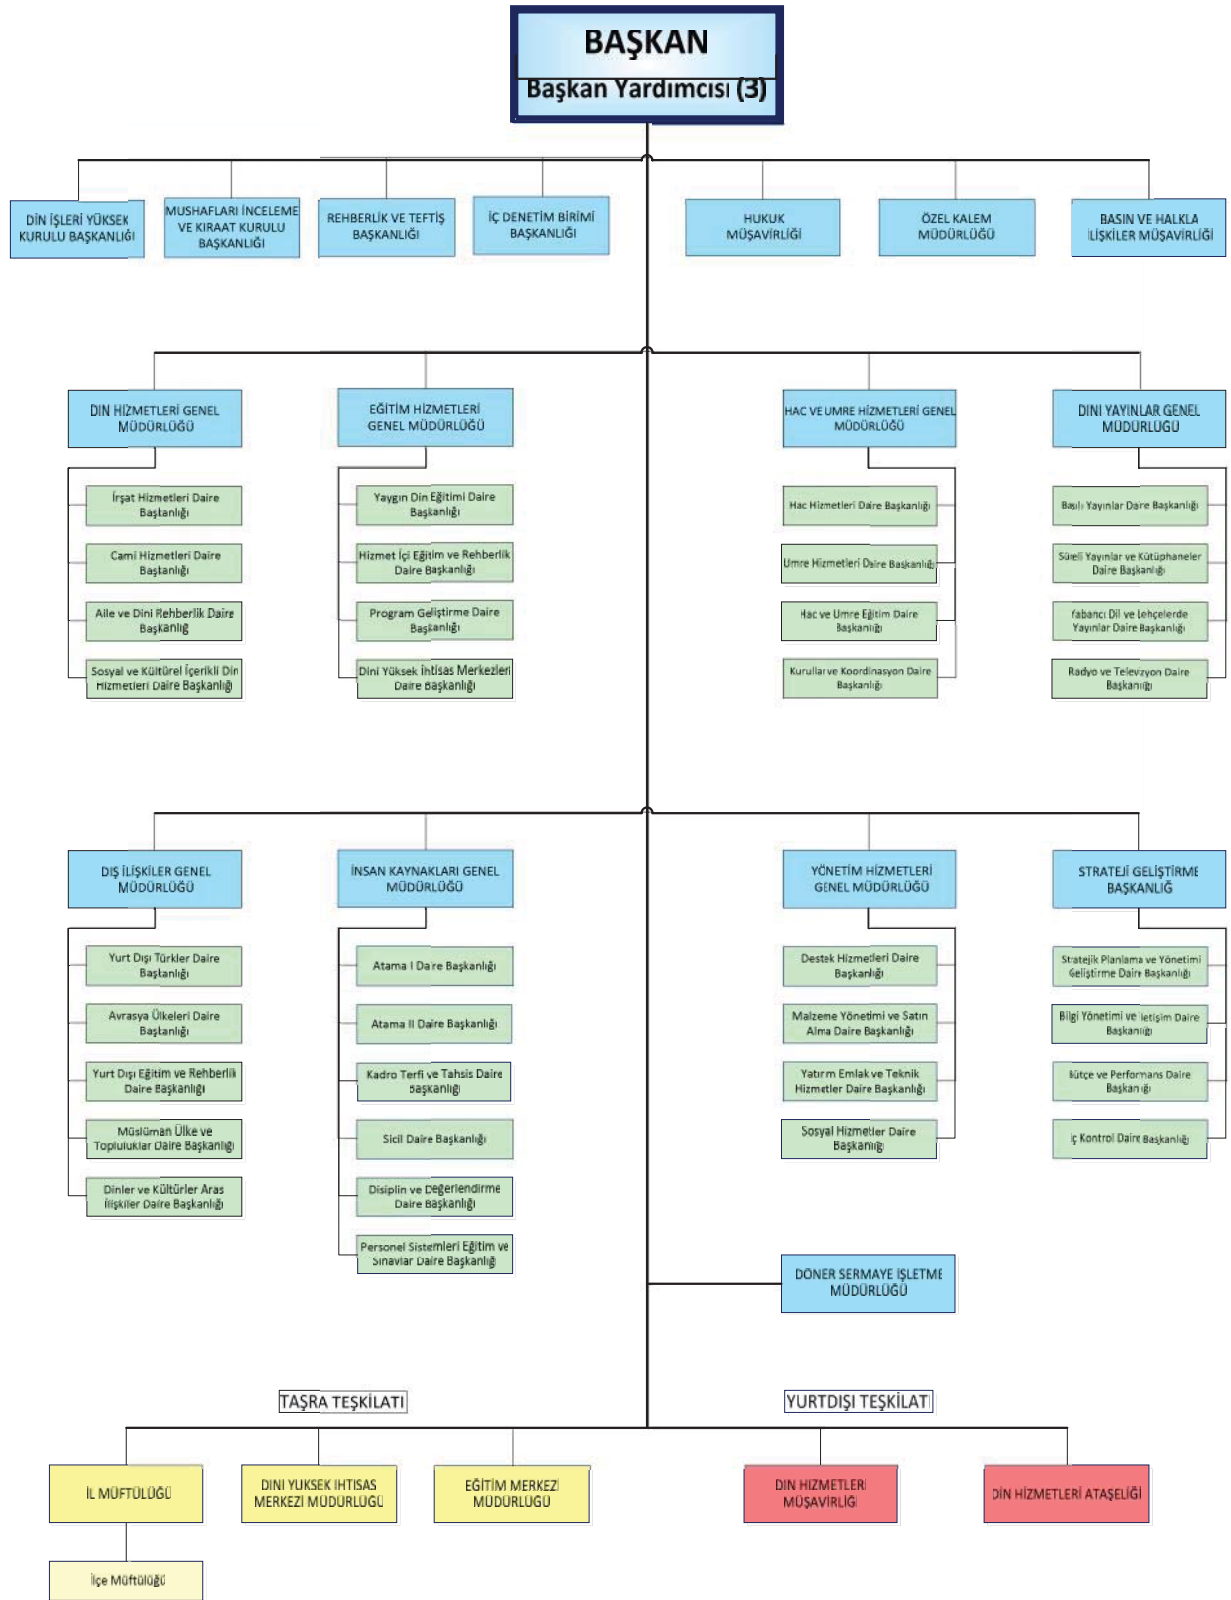 BAŞKAN
Başkan Yardımcısı (3)
DİN İŞLERİ YÜKSEK
KURULU BAŞKANLIĞI
MUSHAFLARI İNCELEME
VE KIRAAT KURULU
BAŞKANLIĞI
REHBERLİK VE TEFTİŞ
BAŞKANLIĞI
İÇ DENETİM BİRİMİ
BAŞKANLIĞI
HUKUK
MÜŞAVİRLİĞİ
ÖZEL KALEM
MÜDÜRLÜĞÜ
BASIN VE HALKLA
İLİŞKİLER MÜŞAVİRLİĞİ
DİN HİZMETLERİ GENEL
MÜDÜRLÜĞÜ
İrşat Hizmetleri Daire
Başkanlığı
Cami Hizmetleri Daire
Başkanlığı
Aile ve Dini Rehberlik Daire
Başkanlığ
Sosyal ve Kültürel İçerikli Din
Hizmetleri Daire Başkanlığı
EĞİTİM HİZMETLERİ
GENEL MÜDÜRLÜĞÜ
Yaygın Din Eğitimi Daire
Başkanlığı
Hizmet İçi Eğitim ve Rehberlik
Daire Başkanlığı
Program Geliştirme Daire
Başkanlığı
Dini Yüksek İhtisas Merkezleri
Daire Başkanlığı
HAC VE UMRE HİZMETLERİ GENEL
MÜDÜRLÜĞÜ
Hac Hizmetleri Daire Başkanlığı
Umre Hizmetleri Daire Başkanlığı
Hac ve Umre Eğitim Daire
Başkanlığı
Kurullar ve Koordinasyon Daire
Başkanlığı
DİNİ YAYINLAR GENEL
MÜDÜRLÜĞÜ
Basılı Yayınlar Daire Başkanlığı
Süreli Yayınlar ve Kütüphaneler
Daire Başkanlığı
Yabancı Dil ve Lehçelerde
Yayınlar Daire Başkanlığı
Radyo ve Televizyon Daire
Başkanlığı
DIŞ İLİŞKİLER GENEL
MÜDÜRLÜĞÜ
Yurt Dışı Türkler Daire
Başkanlığı
Avrasya Ülkeleri Daire
Başkanlığı
Yurt Dışı Eğitim ve Rehberlik
Daire Başkanlığı
Müslüman Ülke ve
Topluluklar Daire Başkanlığı
Dinler ve Kültürler Aras
İlişkiler Daire Başkanlığı
İNSAN KAYNAKLARI GENEL
MÜDÜRLÜĞÜ
Atama I Daire Başkanlığı
Atama II Daire Başkanlığı
Kadro Terfi ve Tahsis Daire
Başkanlığı
Sicil Daire Başkanlığı
Disiplin ve Değerlendirme
Daire Başkanlığı
Personel Sistemleri Eğitim ve
Sınavlar Daire Başkanlığı
YÖNETİM HİZMETLERİ
GENEL MÜDÜRLÜĞÜ
Destek Hizmetleri Daire
Başkanlığı
Malzeme Yönetimi ve Satın
Alma Daire Başkanlığı
Yatırım Emlak ve Teknik
Hizmetler Daire Başkanlığı
Sosyal Hizmetler Daire
Başkanlığı
STRATEJİ GELİŞTİRME
BAŞKANLIĞ
Stratejik Planlama ve Yönetimi
Geliştirme Daire Başkanlığı
Bilgi Yönetimi ve İletişim Daire
Başkanlığı
Bütçe ve Performans Daire
Başkanlığı
İç Kontrol Daire Başkanlığı
DÖNER SERMAYE İŞLETME
MÜDÜRLÜĞÜ
TAŞRA TEŞKİLATI
YURTDIŞI TEŞKİLATI
İL MÜFTÜLÜĞÜ
DİNİ YÜKSEK İHTİSAS
MERKEZİ MÜDÜRLÜĞÜ
EĞİTİM MERKEZİ
MÜDÜRLÜĞÜ
DİN HİZMETLERİ
MÜŞAVİRLİĞİ
DİN HİZMETLERİ ATAŞELİĞİ
İlçe Müftülüğü